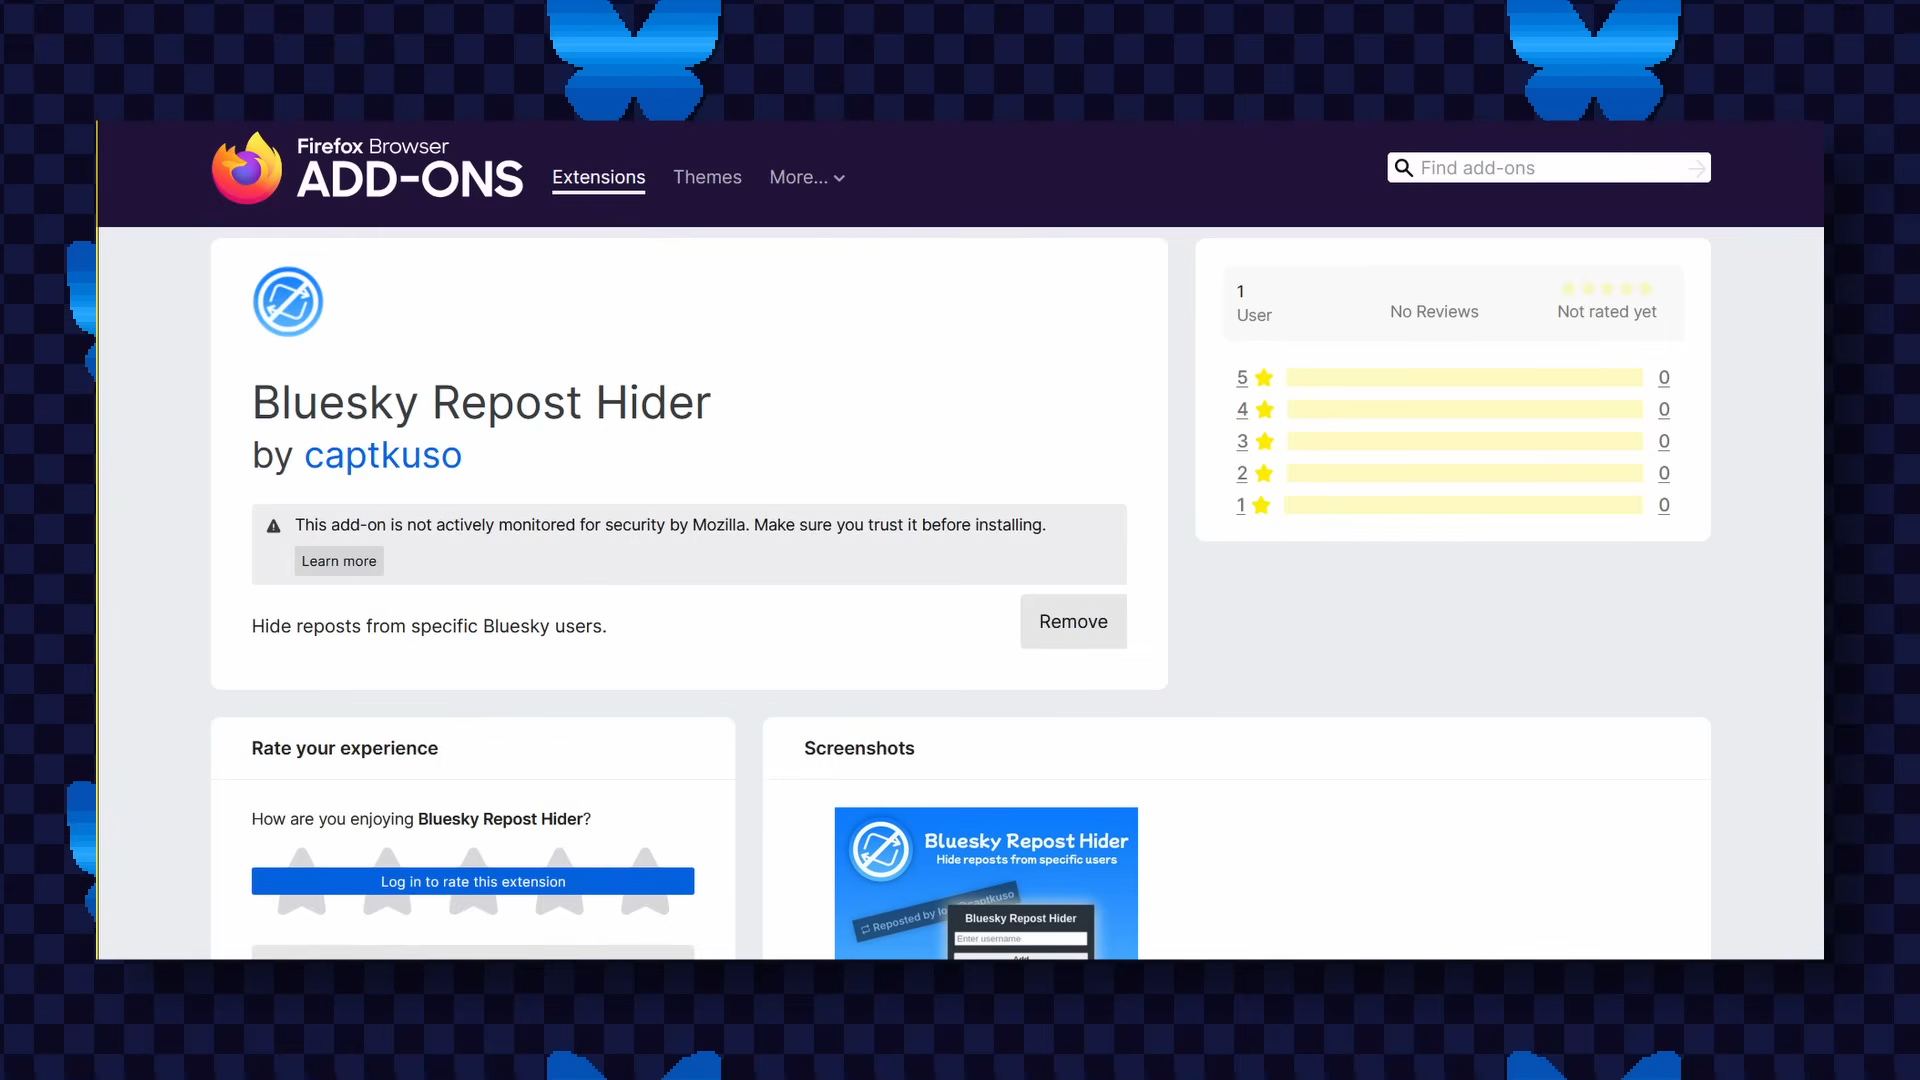 Firefox Browser
ADD-ONS
Extensions
Themes
More...
Find add-ons
Bluesky Repost Hider
by captkuso
This add-on is not actively monitored for security by Mozilla. Make sure you trust it before installing.
Learn more
Hide reposts from specific Bluesky users.
Remove
1
User
No Reviews
Not rated yet
5 0
4 0
3 0
2 0
1 0
Rate your experience
How are you enjoying Bluesky Repost Hider?
Log in to rate this extension
Screenshots
Bluesky Repost Hider
Hide reposts from specific users
Reposted by captkuso
Bluesky Repost Hider
Enter username
Add